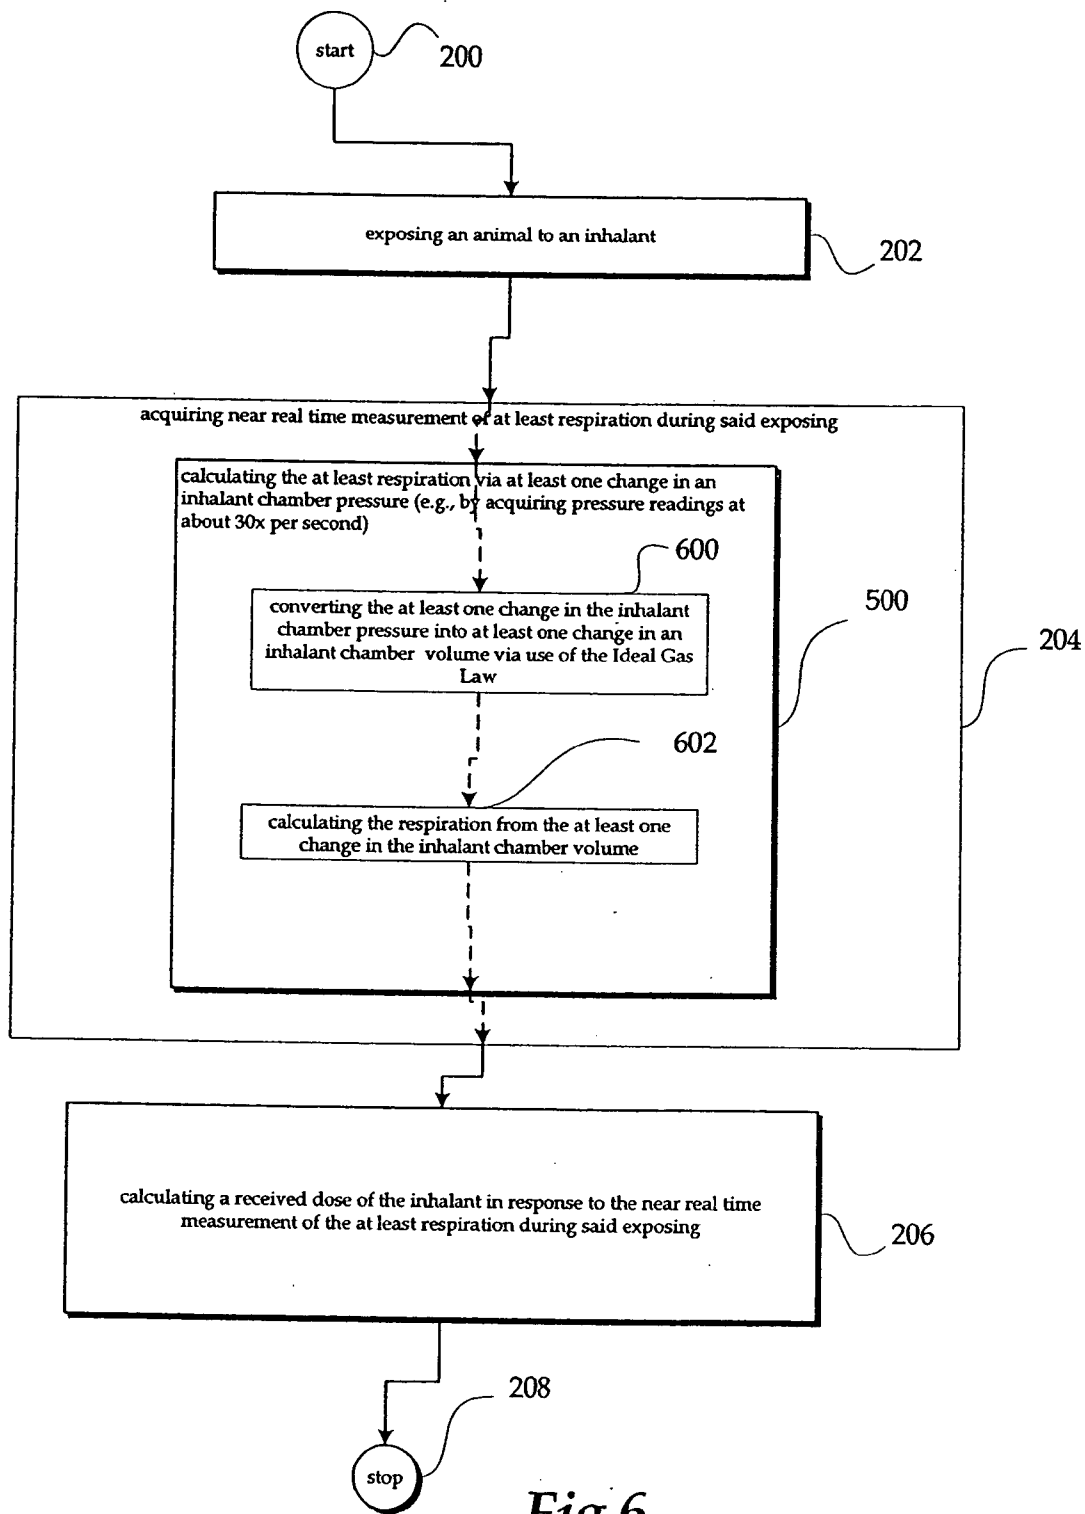 start
200
exposing an animal to an inhalant
202
acquiring near real time measurement of at least respiration during said exposing
calculating the at least respiration via at least one change in an
inhalant chamber pressure (e.g., by acquiring pressure readings at
about 30x per second)
600
converting the at least one change in the inhalant
chamber pressure into at least one change in an
inhalant chamber volume via use of the Ideal Gas
Law
500
204
602
calculating the respiration from the at least one
change in the inhalant chamber volume
calculating a received dose of the inhalant in response to the near real time
measurement of the at least respiration during said exposing
206
208
stop
Fig 6